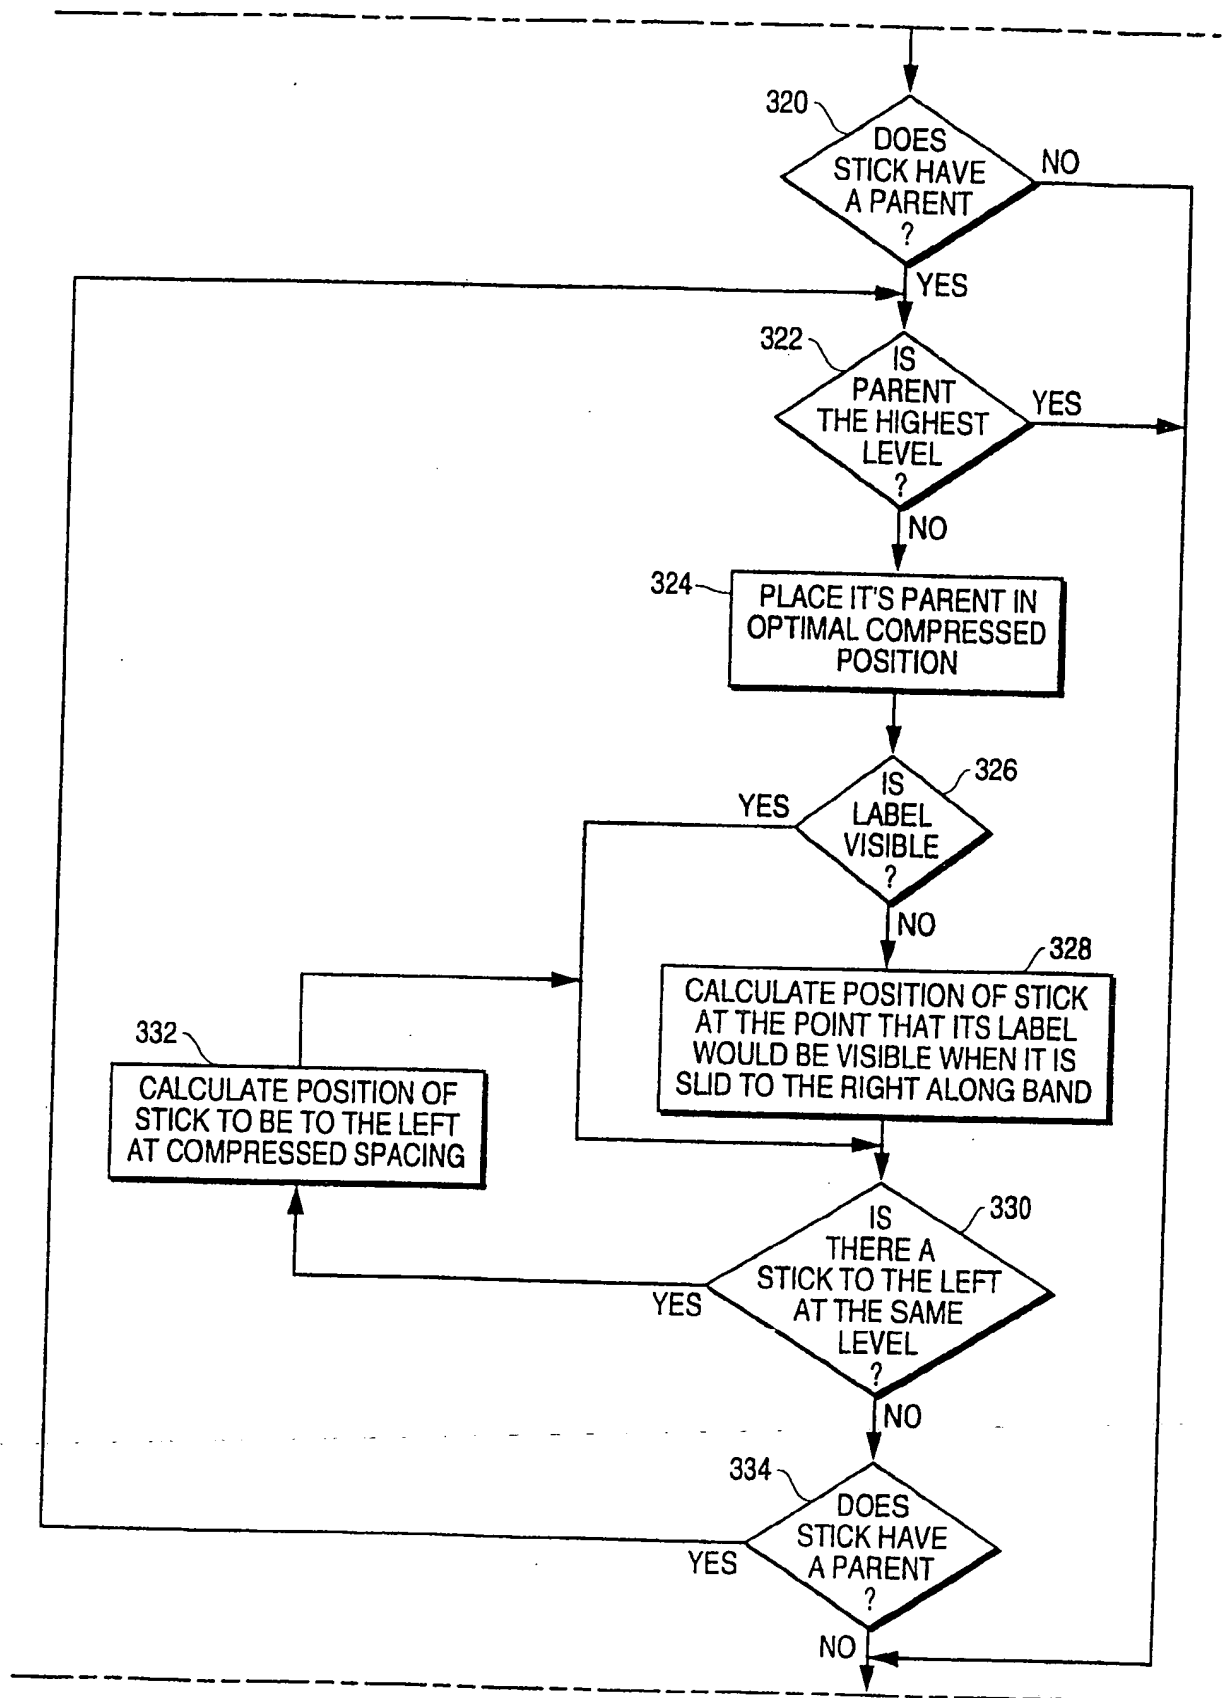 320
DOES
STICK HAVE
A PARENT
?
NO
YES
322
IS
PARENT
THE HIGHEST
LEVEL
?
YES
NO
324
PLACE IT'S PARENT IN
OPTIMAL COMPRESSED
POSITION
326
IS
LABEL
VISIBLE
?
YES
NO
328
CALCULATE POSITION OF STICK
AT THE POINT THAT ITS LABEL
WOULD BE VISIBLE WHEN IT IS
SLID TO THE RIGHT ALONG BAND
332
CALCULATE POSITION OF
STICK TO BE TO THE LEFT
AT COMPRESSED SPACING
330
IS
THERE A
STICK TO THE LEFT
AT THE SAME
LEVEL
?
YES
NO
334
DOES
STICK HAVE
A PARENT
?
YES
NO